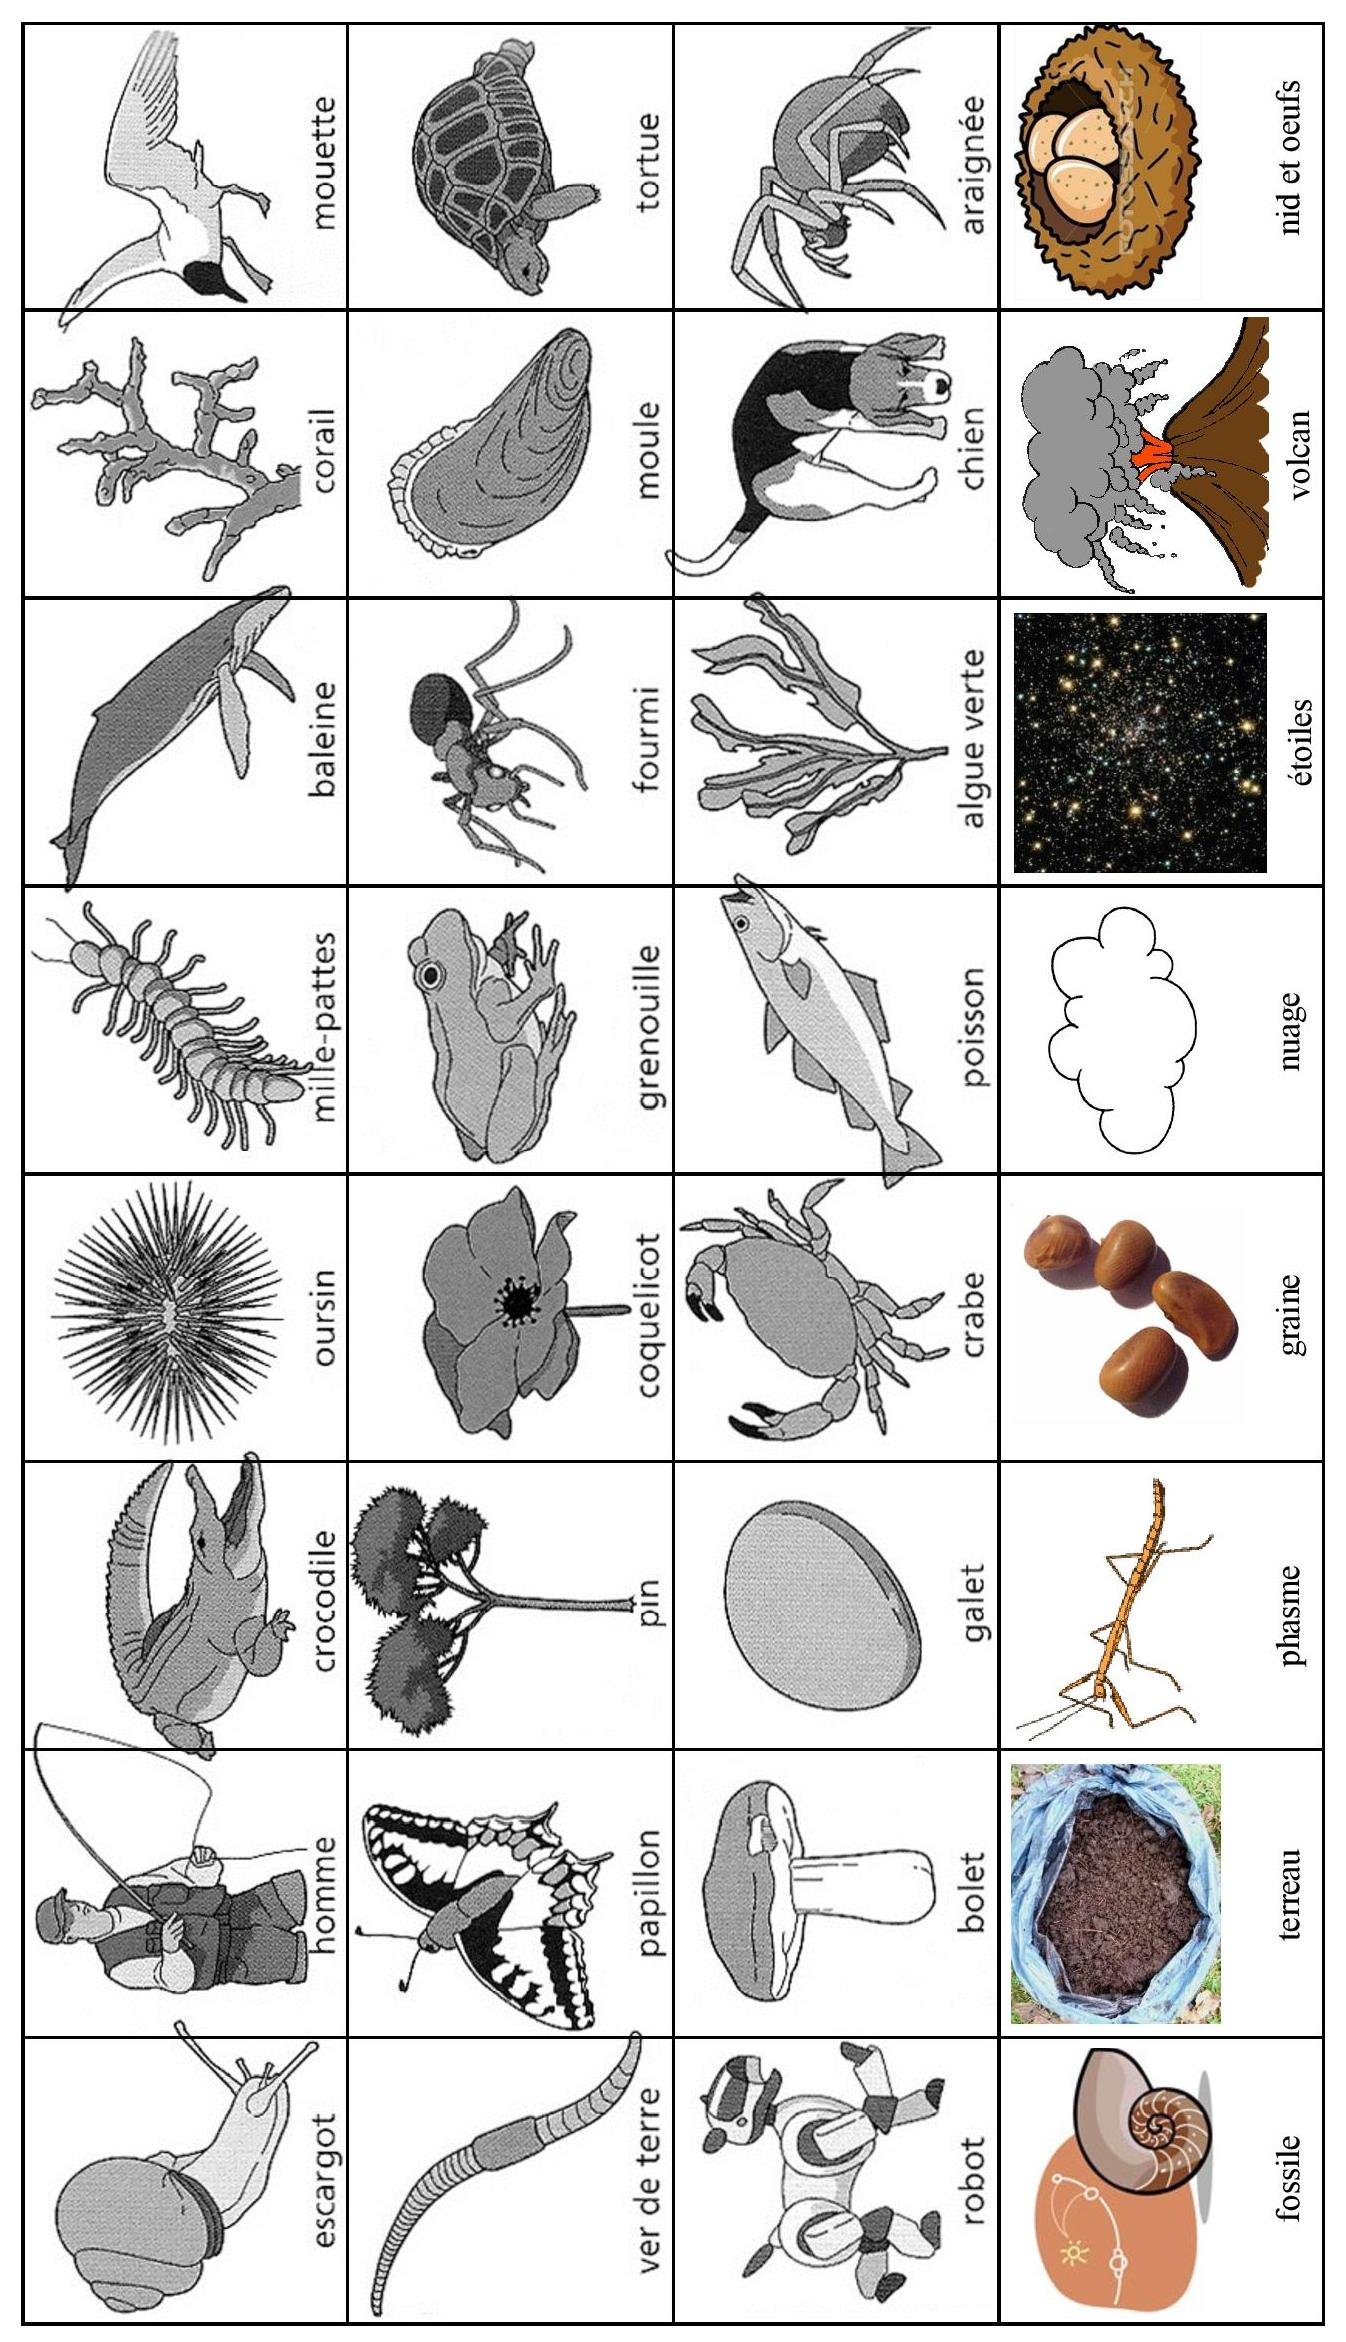 escargot
homme
crocodile
oursin
mille-pattes
baleine
corail
mouette
ver de terre
papillon
pin
coquelicot
grenouille
fourmi
moule
tortue
robot
bolet
galet
crabe
poisson
algue verte
chien
araignée
fossile
terreau
phasme
graine
nuage
étoiles
volcan
nid et oeufs
FOTOSEARCH